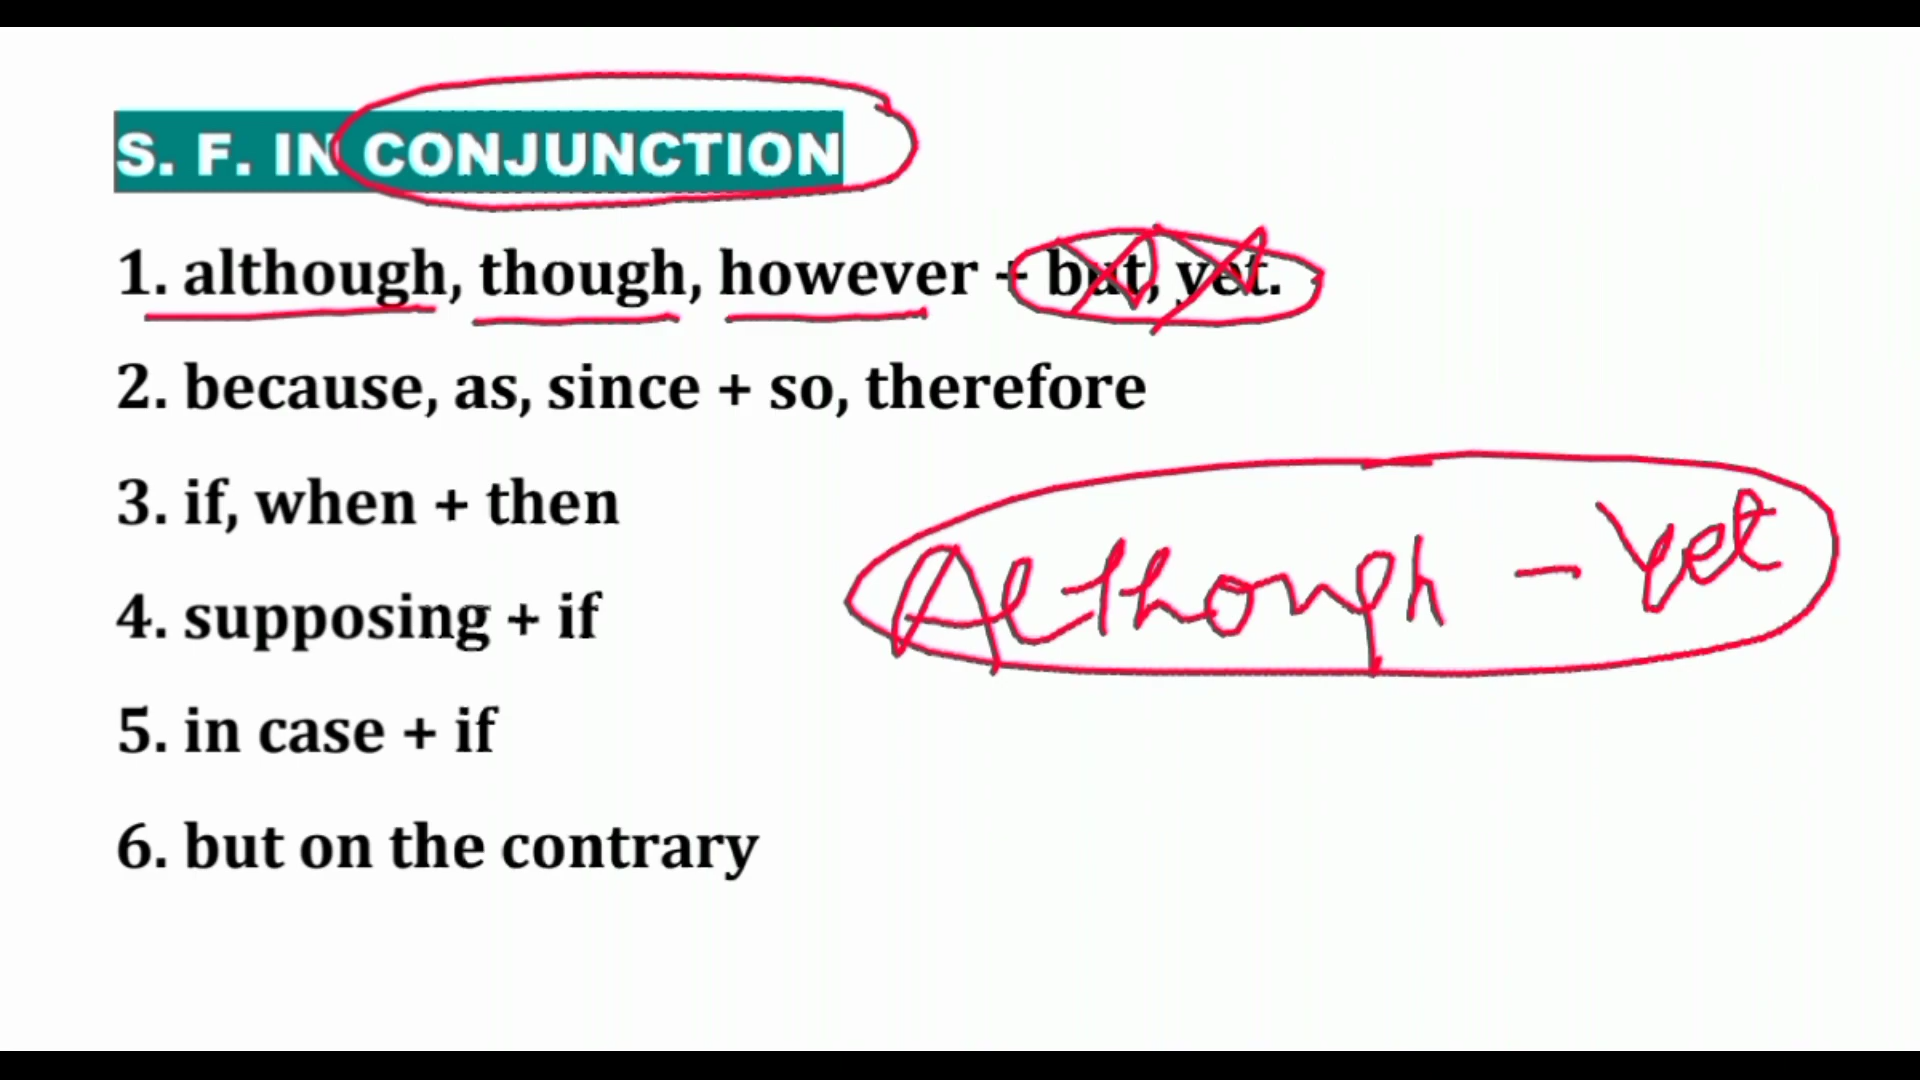 S. F. IN CONJUNCTION
1. although, though, however + but, yet.
2. because, as, since + so, therefore
3. if, when + then
4. supposing + if
Although - Yet
5. in case + if
6. but on the contrary